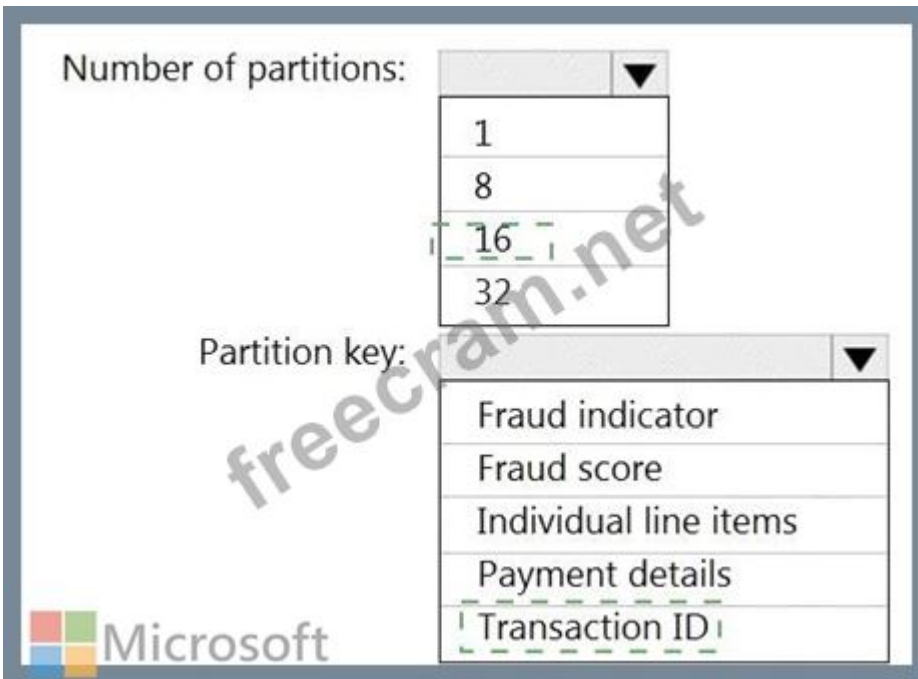 Number of partitions:
1
8
16
32
Partition key:
Fraud indicator
Fraud score
Individual line items
Payment details
Transaction ID
freecram.net
Microsoft